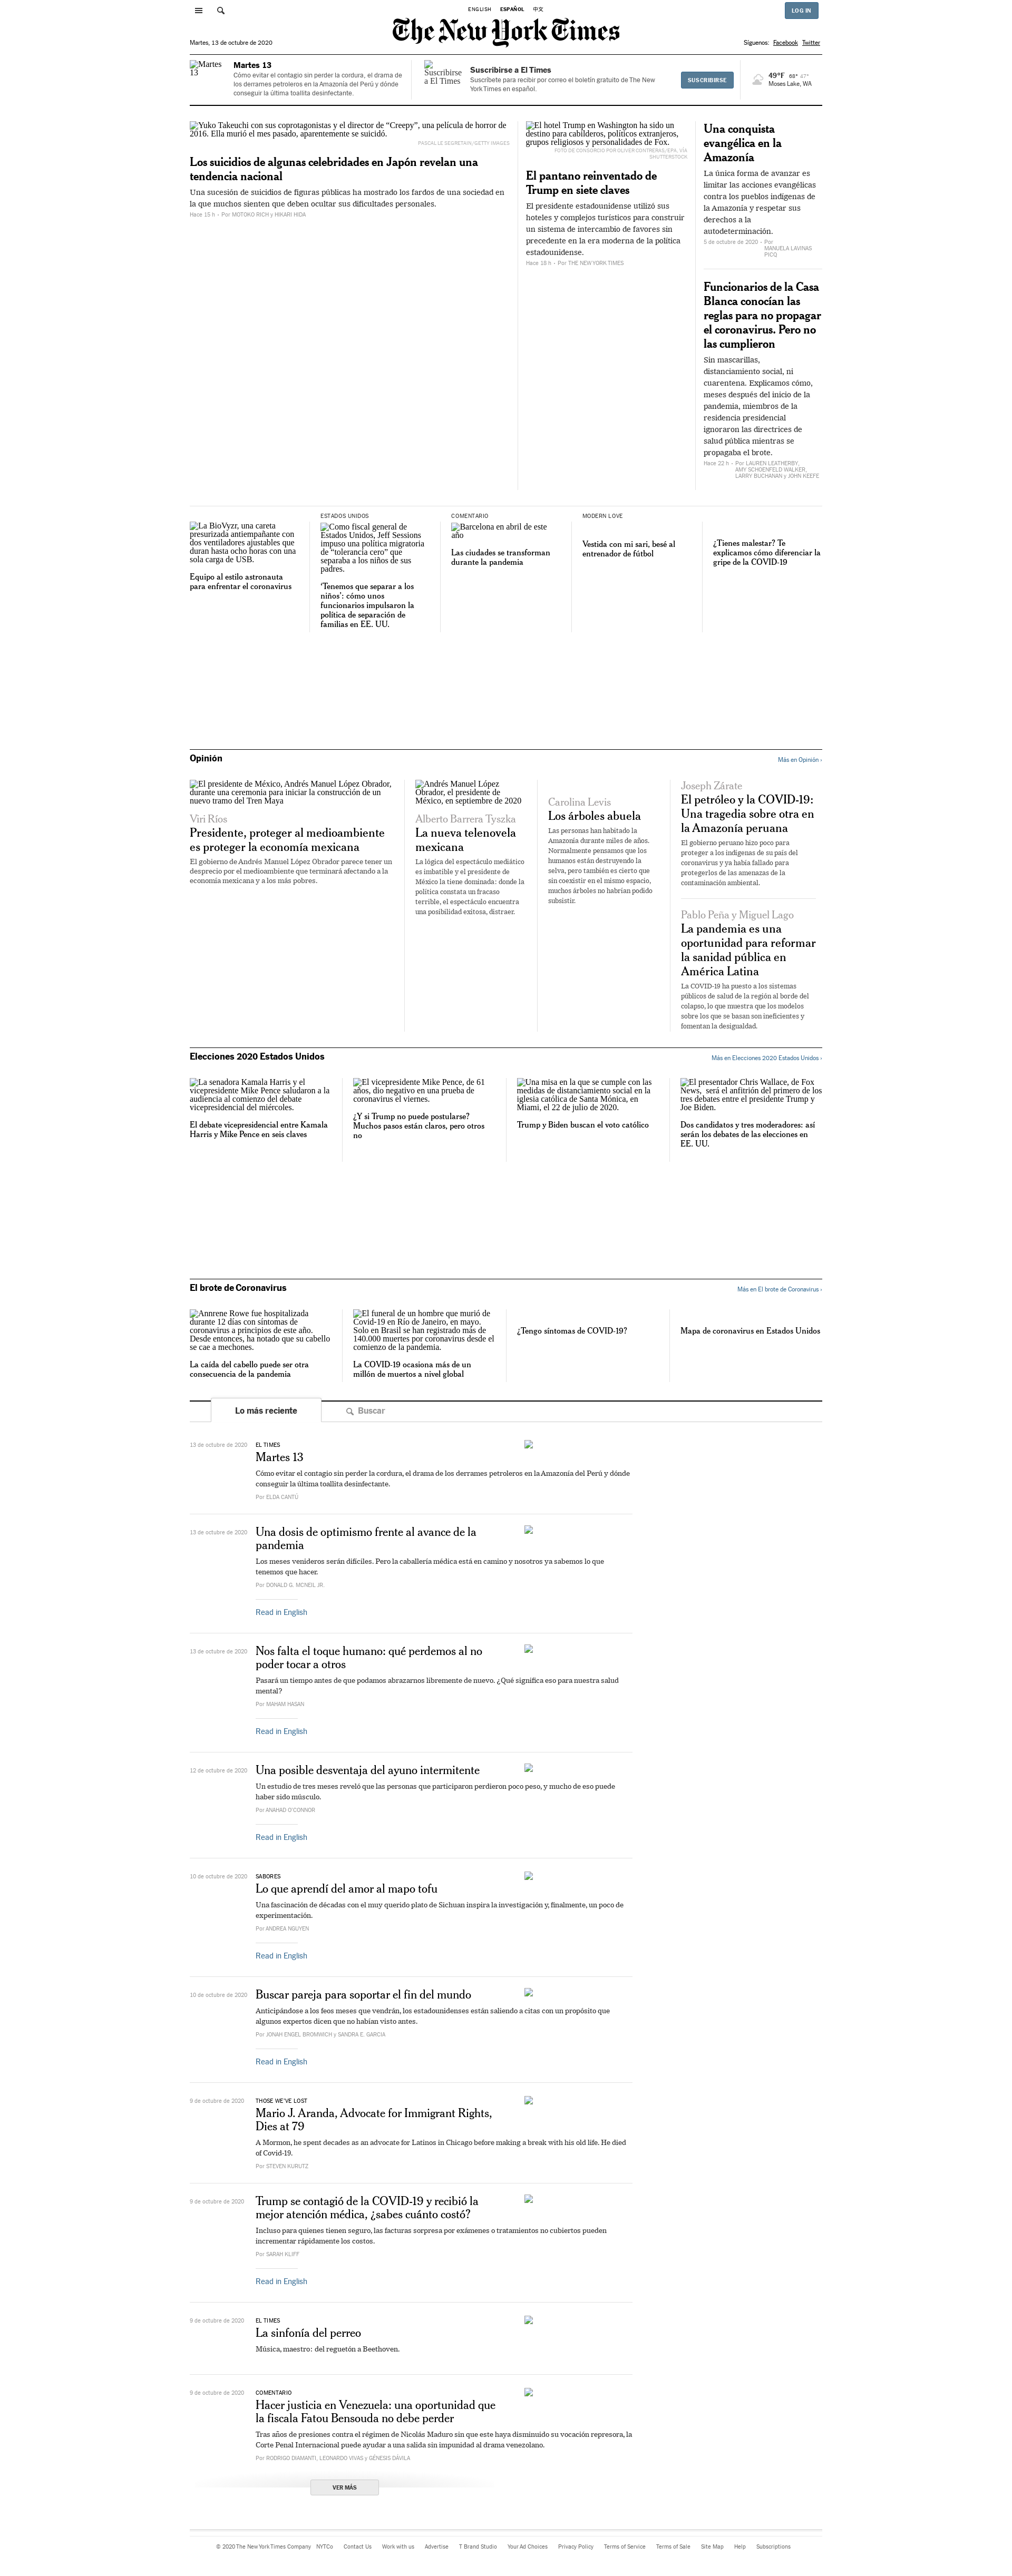 ENGLISH ESPAÑOL 中文
LOG IN
The New York Times
Martes, 13 de octubre de 2020
Síguenos: Facebook Twitter
Martes 13
Martes 13
Cómo evitar el contagio sin perder la cordura, el drama de los derrames petroleros en la Amazonía del Perú y dónde conseguir la última toallita desinfectante.
Suscribirse a El Times
Suscribirse a El Times
Suscríbete para recibir por correo el boletín gratuito de The New York Times en español.
SUSCRIBIRSE
49°F 66° 47°
Moses Lake, WA
Yuko Takeuchi con sus coprotagonistas y el director de “Creepy”, una película de horror de 2016. Ella murió el mes pasado, aparentemente se suicidó.
PASCAL LE SEGRETAIN/GETTY IMAGES
Los suicidios de algunas celebridades en Japón revelan una tendencia nacional
Una sucesión de suicidios de figuras públicas ha mostrado los fardos de una sociedad en la que muchos sienten que deben ocultar sus dificultades personales.
Hace 15 h - Por MOTOKO RICH y HIKARI HIDA
El hotel Trump en Washington ha sido un destino para cabilderos, políticos extranjeros, grupos religiosos y personalidades de Fox.
FOTO DE CONSORCIO POR OLIVER CONTRERAS/EPA, VÍA SHUTTERSTOCK
El pantano reinventado de Trump en siete claves
El presidente estadounidense utilizó sus hoteles y complejos turísticos para construir un sistema de intercambio de favores sin precedente en la era moderna de la política estadounidense.
Hace 18 h - Por THE NEW YORK TIMES
Una conquista evangélica en la Amazonía
La única forma de avanzar es limitar las acciones evangélicas contra los pueblos indígenas de la Amazonía y respetar sus derechos a la autodeterminación.
5 de octubre de 2020 - Por MANUELA LAVINAS PICQ
Funcionarios de la Casa Blanca conocían las reglas para no propagar el coronavirus. Pero no las cumplieron
Sin mascarillas, distanciamiento social, ni cuarentena. Explicamos cómo, meses después del inicio de la pandemia, miembros de la residencia presidencial ignoraron las directrices de salud pública mientras se propagaba el brote.
Hace 22 h - Por LAUREN LEATHERBY, AMY SCHOENFELD WALKER, LARRY BUCHANAN y JOHN KEEFE
La BioVyzr, una careta presurizada antiempañante con dos ventiladores ajustables que duran hasta ocho horas con una sola carga de USB.
Equipo al estilo astronauta para enfrentar el coronavirus
ESTADOS UNIDOS
Como fiscal general de Estados Unidos, Jeff Sessions impuso una política migratoria de “tolerancia cero” que separaba a los niños de sus padres.
‘Tenemos que separar a los niños’: cómo unos funcionarios impulsaron la política de separación de familias en EE. UU.
COMENTARIO
Barcelona en abril de este año
Las ciudades se transforman durante la pandemia
MODERN LOVE
Vestida con mi sari, besé al entrenador de fútbol
¿Tienes malestar? Te explicamos cómo diferenciar la gripe de la COVID-19
Opinión
Más en Opinión ›
El presidente de México, Andrés Manuel López Obrador, durante una ceremonia para iniciar la construcción de un nuevo tramo del Tren Maya
Viri Ríos
Presidente, proteger al medioambiente es proteger la economía mexicana
El gobierno de Andrés Manuel López Obrador parece tener un desprecio por el medioambiente que terminará afectando a la economía mexicana y a los más pobres.
Andrés Manuel López Obrador, el presidente de México, en septiembre de 2020
Alberto Barrera Tyszka
La nueva telenovela mexicana
La lógica del espectáculo mediático es imbatible y el presidente de México la tiene dominada: donde la política constata un fracaso terrible, el espectáculo encuentra una posibilidad exitosa, distraer.
Carolina Levis
Los árboles abuela
Las personas han habitado la Amazonía durante miles de años. Normalmente pensamos que los humanos están destruyendo la selva, pero también es cierto que sin coexistir en el mismo espacio, muchos árboles no habrían podido subsistir.
Joseph Zárate
El petróleo y la COVID-19: Una tragedia sobre otra en la Amazonía peruana
El gobierno peruano hizo poco para proteger a los indígenas de su país del coronavirus y ya había fallado para protegerlos de las amenazas de la contaminación ambiental.
Pablo Peña y Miguel Lago
La pandemia es una oportunidad para reformar la sanidad pública en América Latina
La COVID-19 ha puesto a los sistemas públicos de salud de la región al borde del colapso, lo que muestra que los modelos sobre los que se basan son ineficientes y fomentan la desigualdad.
Elecciones 2020 Estados Unidos
Más en Elecciones 2020 Estados Unidos ›
La senadora Kamala Harris y el vicepresidente Mike Pence saludaron a la audiencia al comienzo del debate vicepresidencial del miércoles.
El debate vicepresidencial entre Kamala Harris y Mike Pence en seis claves
El vicepresidente Mike Pence, de 61 años, dio negativo en una prueba de coronavirus el viernes.
¿Y si Trump no puede postularse? Muchos pasos están claros, pero otros no
Una misa en la que se cumple con las medidas de distanciamiento social en la iglesia católica de Santa Mónica, en Miami, el 22 de julio de 2020.
Trump y Biden buscan el voto católico
El presentador Chris Wallace, de Fox News, será el anfitrión del primero de los tres debates entre el presidente Trump y Joe Biden.
Dos candidatos y tres moderadores: así serán los debates de las elecciones en EE. UU.
El brote de Coronavirus
Más en El brote de Coronavirus ›
Annrene Rowe fue hospitalizada durante 12 días con síntomas de coronavirus a principios de este año. Desde entonces, ha notado que su cabello se cae a mechones.
La caída del cabello puede ser otra consecuencia de la pandemia
El funeral de un hombre que murió de Covid-19 en Río de Janeiro, en mayo. Solo en Brasil se han registrado más de 140.000 muertes por coronavirus desde el comienzo de la pandemia.
La COVID-19 ocasiona más de un millón de muertos a nivel global
¿Tengo síntomas de COVID-19?
Mapa de coronavirus en Estados Unidos
Lo más reciente
Buscar
13 de octubre de 2020
EL TIMES
Martes 13
Cómo evitar el contagio sin perder la cordura, el drama de los derrames petroleros en la Amazonía del Perú y dónde conseguir la última toallita desinfectante.
Por ELDA CANTÚ
13 de octubre de 2020
Una dosis de optimismo frente al avance de la pandemia
Los meses venideros serán difíciles. Pero la caballería médica está en camino y nosotros ya sabemos lo que tenemos que hacer.
Por DONALD G. MCNEIL JR.
Read in English
13 de octubre de 2020
Nos falta el toque humano: qué perdemos al no poder tocar a otros
Pasará un tiempo antes de que podamos abrazarnos libremente de nuevo. ¿Qué significa eso para nuestra salud mental?
Por MAHAM HASAN
Read in English
12 de octubre de 2020
Una posible desventaja del ayuno intermitente
Un estudio de tres meses reveló que las personas que participaron perdieron poco peso, y mucho de eso puede haber sido músculo.
Por ANAHAD O'CONNOR
Read in English
10 de octubre de 2020
SABORES
Lo que aprendí del amor al mapo tofu
Una fascinación de décadas con el muy querido plato de Sichuan inspira la investigación y, finalmente, un poco de experimentación.
Por ANDREA NGUYEN
Read in English
10 de octubre de 2020
Buscar pareja para soportar el fin del mundo
Anticipándose a los feos meses que vendrán, los estadounidenses están saliendo a citas con un propósito que algunos expertos dicen que no habían visto antes.
Por JONAH ENGEL BROMWICH y SANDRA E. GARCIA
Read in English
9 de octubre de 2020
THOSE WE'VE LOST
Mario J. Aranda, Advocate for Immigrant Rights, Dies at 79
A Mormon, he spent decades as an advocate for Latinos in Chicago before making a break with his old life. He died of Covid-19.
Por STEVEN KURUTZ
9 de octubre de 2020
Trump se contagió de la COVID-19 y recibió la mejor atención médica, ¿sabes cuánto costó?
Incluso para quienes tienen seguro, las facturas sorpresa por exámenes o tratamientos no cubiertos pueden incrementar rápidamente los costos.
Por SARAH KLIFF
Read in English
9 de octubre de 2020
EL TIMES
La sinfonía del perreo
Música, maestro: del reguetón a Beethoven.
9 de octubre de 2020
COMENTARIO
Hacer justicia en Venezuela: una oportunidad que la fiscala Fatou Bensouda no debe perder
Tras años de presiones contra el régimen de Nicolás Maduro sin que este haya disminuido su vocación represora, la Corte Penal Internacional puede ayudar a una salida sin impunidad al drama venezolano.
Por RODRIGO DIAMANTI, LEONARDO VIVAS y GÉNESIS DÁVILA
VER MÁS
© 2020 The New York Times Company NYTCo Contact Us Work with us Advertise T Brand Studio Your Ad Choices Privacy Policy Terms of Service Terms of Sale Site Map Help Subscriptions